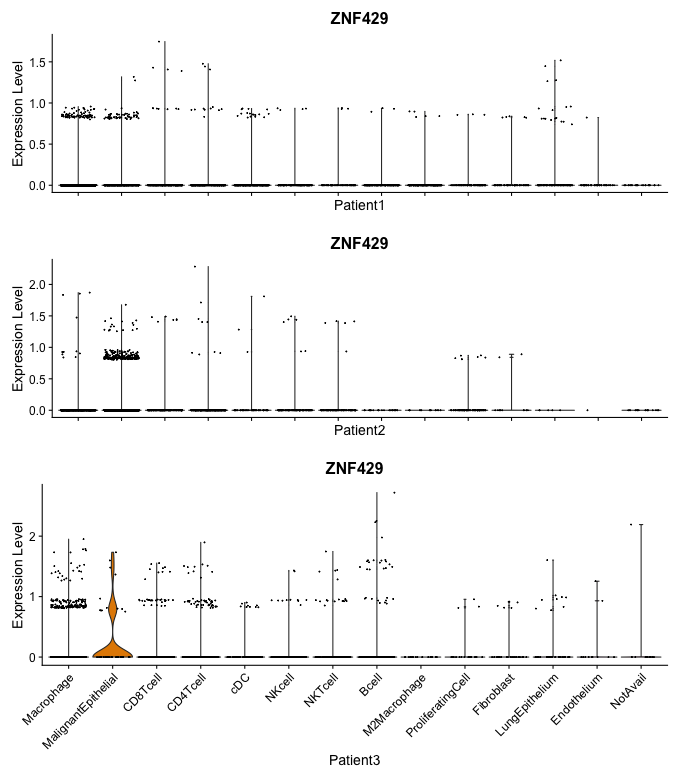 ZNF429
Expression Level
1.5
1.0
0.5
0.0
Patient1
ZNF429
Expression Level
2.0
1.5
1.0
0.5
0.0
Patient2
ZNF429
Expression Level
2
1
0
Macrophage
MalignantEpithelial
CD8Tcell
CD4Tcell
cDC
NKcell
NKTcell
Bcell
M2Macrophage
ProliferatingCell
Fibroblast
LungEpithelium
Endothelium
NotAvail
Patient3